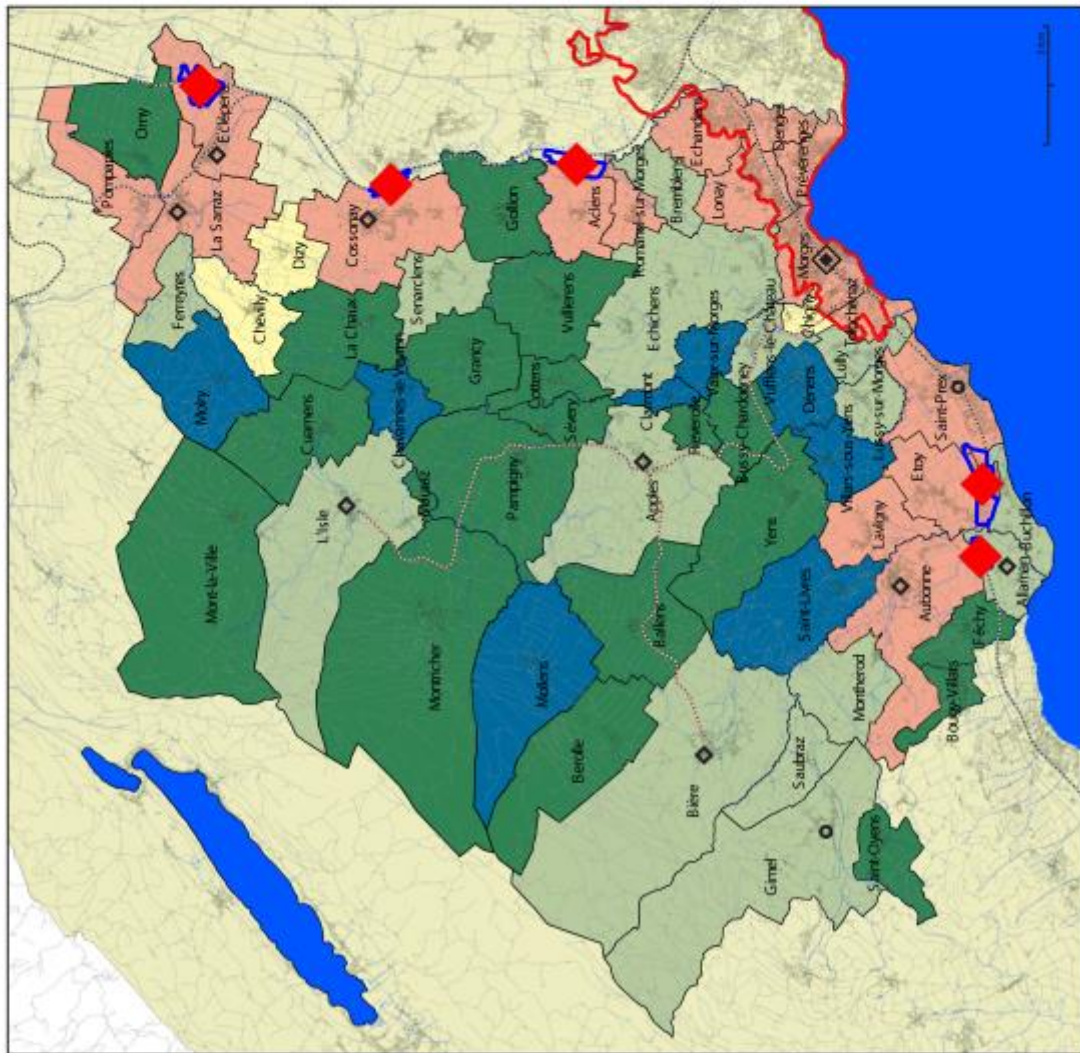 Pompaples
Orny
Eclépens
La Sarraz
Ferreyres
Chevilly
Dizy
Moiry
Cossonay
La Chaux
Senarclens
Gollion
Aclens
Romanel-sur-Morges
Bremblens
Echandens
Lonay
Préverenges
Morges
Tolochenaz
Cuarnens
Mont-la-Ville
L'Isle
Grancy
Vullierens
Cottens
Sévery
Pampigny
Montricher
Mollens
Berolle
Ballens
Apples
Clarmont
Reverolle
Echichens
Vaux-sur-Morges
Bussy-Chardonney
Vufflens-le-Château
Denens
Lully
Lussy-sur-Morges
Villars-sous-Yens
Yens
Saint-Prex
Etoy
Lavigny
Saint-Livres
Aubonne
Allaman
Buchillon
Féchy
Bougy-Villars
Montherod
Saubraz
Bière
Gimel
Saint-Oyens